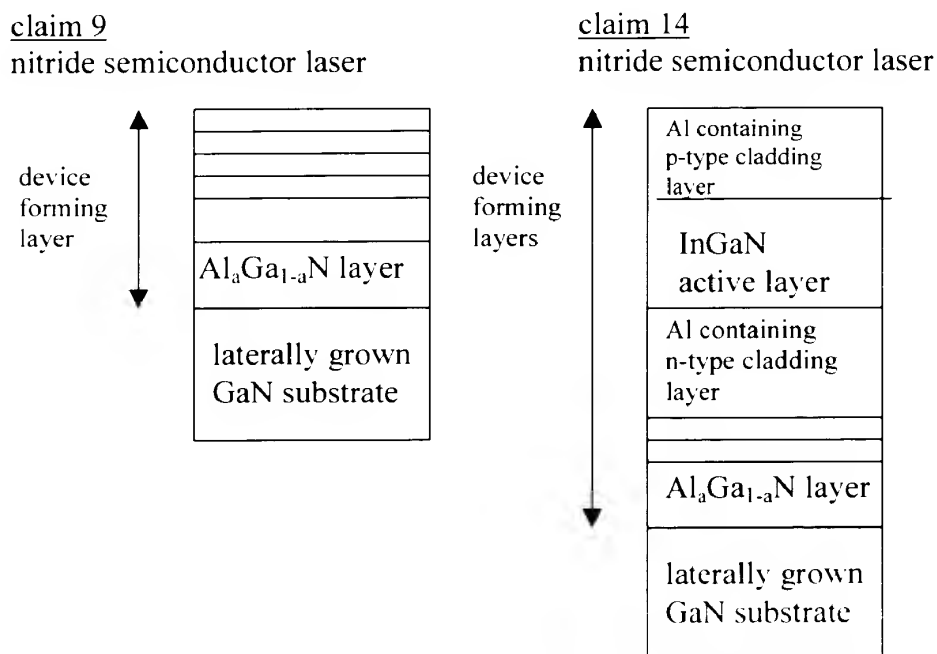 claim 9
nitride semiconductor laser
device
forming
layer
AlₐGa₁₋ₐN layer
laterally grown
GaN substrate
claim 14
nitride semiconductor laser
device
forming
layers
Al containing
p-type cladding
layer
InGaN
active layer
Al containing
n-type cladding
layer
AlₐGa₁₋ₐN layer
laterally grown
GaN substrate